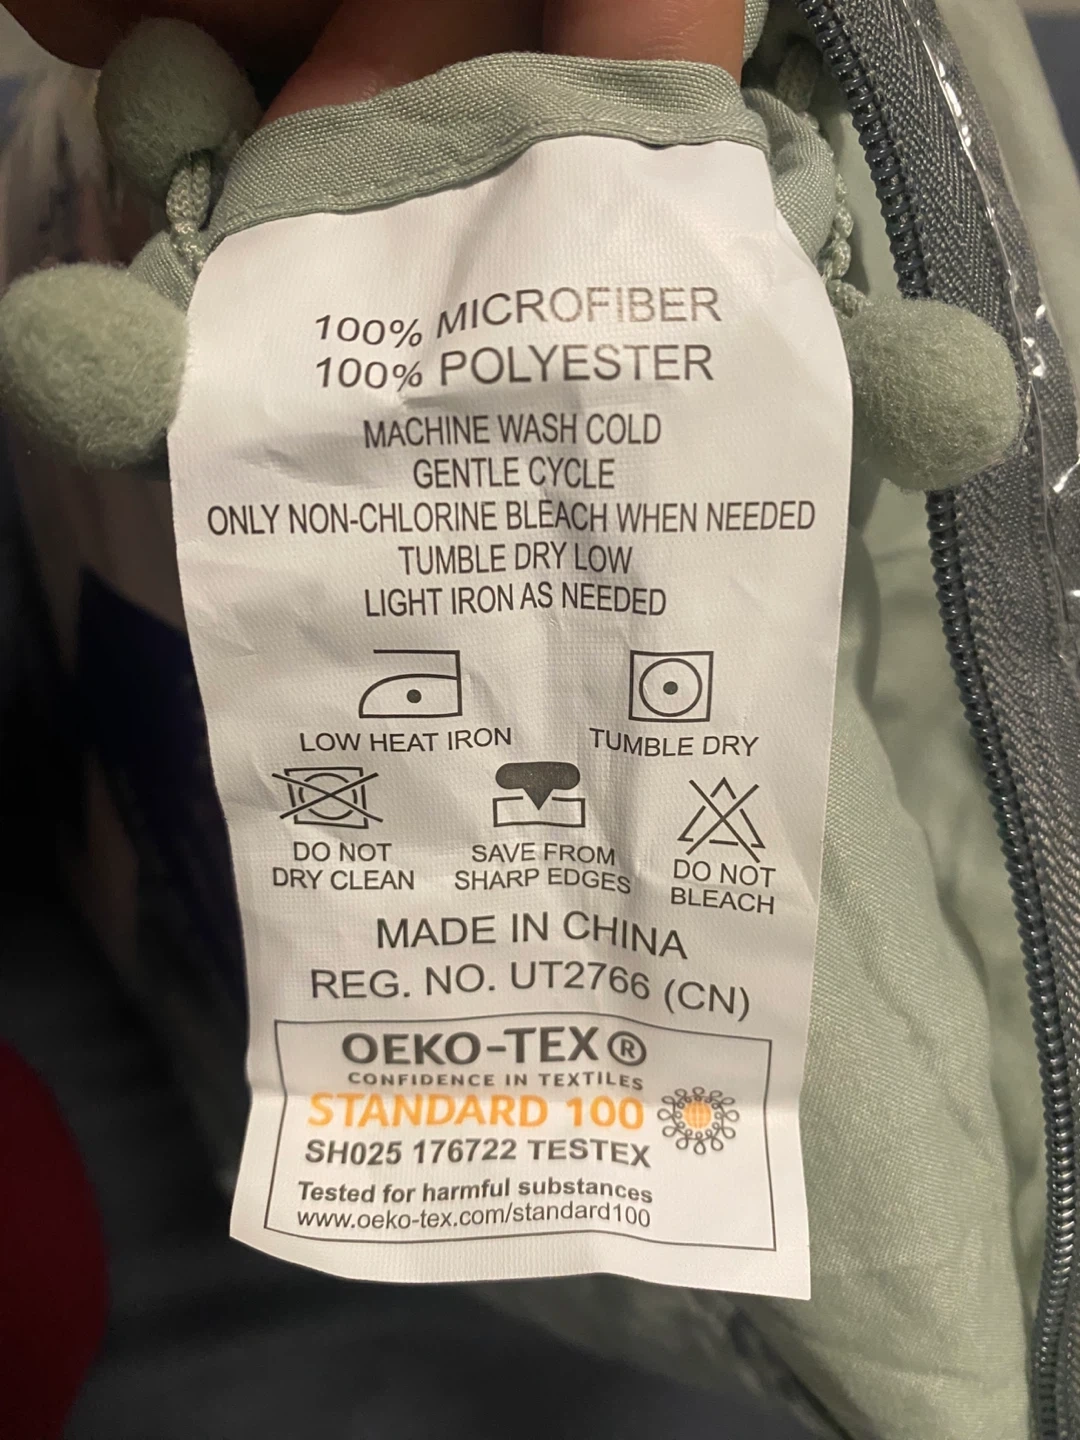 100% MICROFIBER
100% POLYESTER
MACHINE WASH COLD
GENTLE CYCLE
ONLY NON-CHLORINE BLEACH WHEN NEEDED
TUMBLE DRY LOW
LIGHT IRON AS NEEDED
LOW HEAT IRON
TUMBLE DRY
DO NOT
DRY CLEAN
SAVE FROM
SHARP EDGES
DO NOT
BLEACH
MADE IN CHINA
REG. NO. UT2766 (CN)
OEKO-TEX®
CONFIDENCE IN TEXTILES
STANDARD 100
SH025 176722 TESTEX
Tested for harmful substances
www.oeko-tex.com/standard100